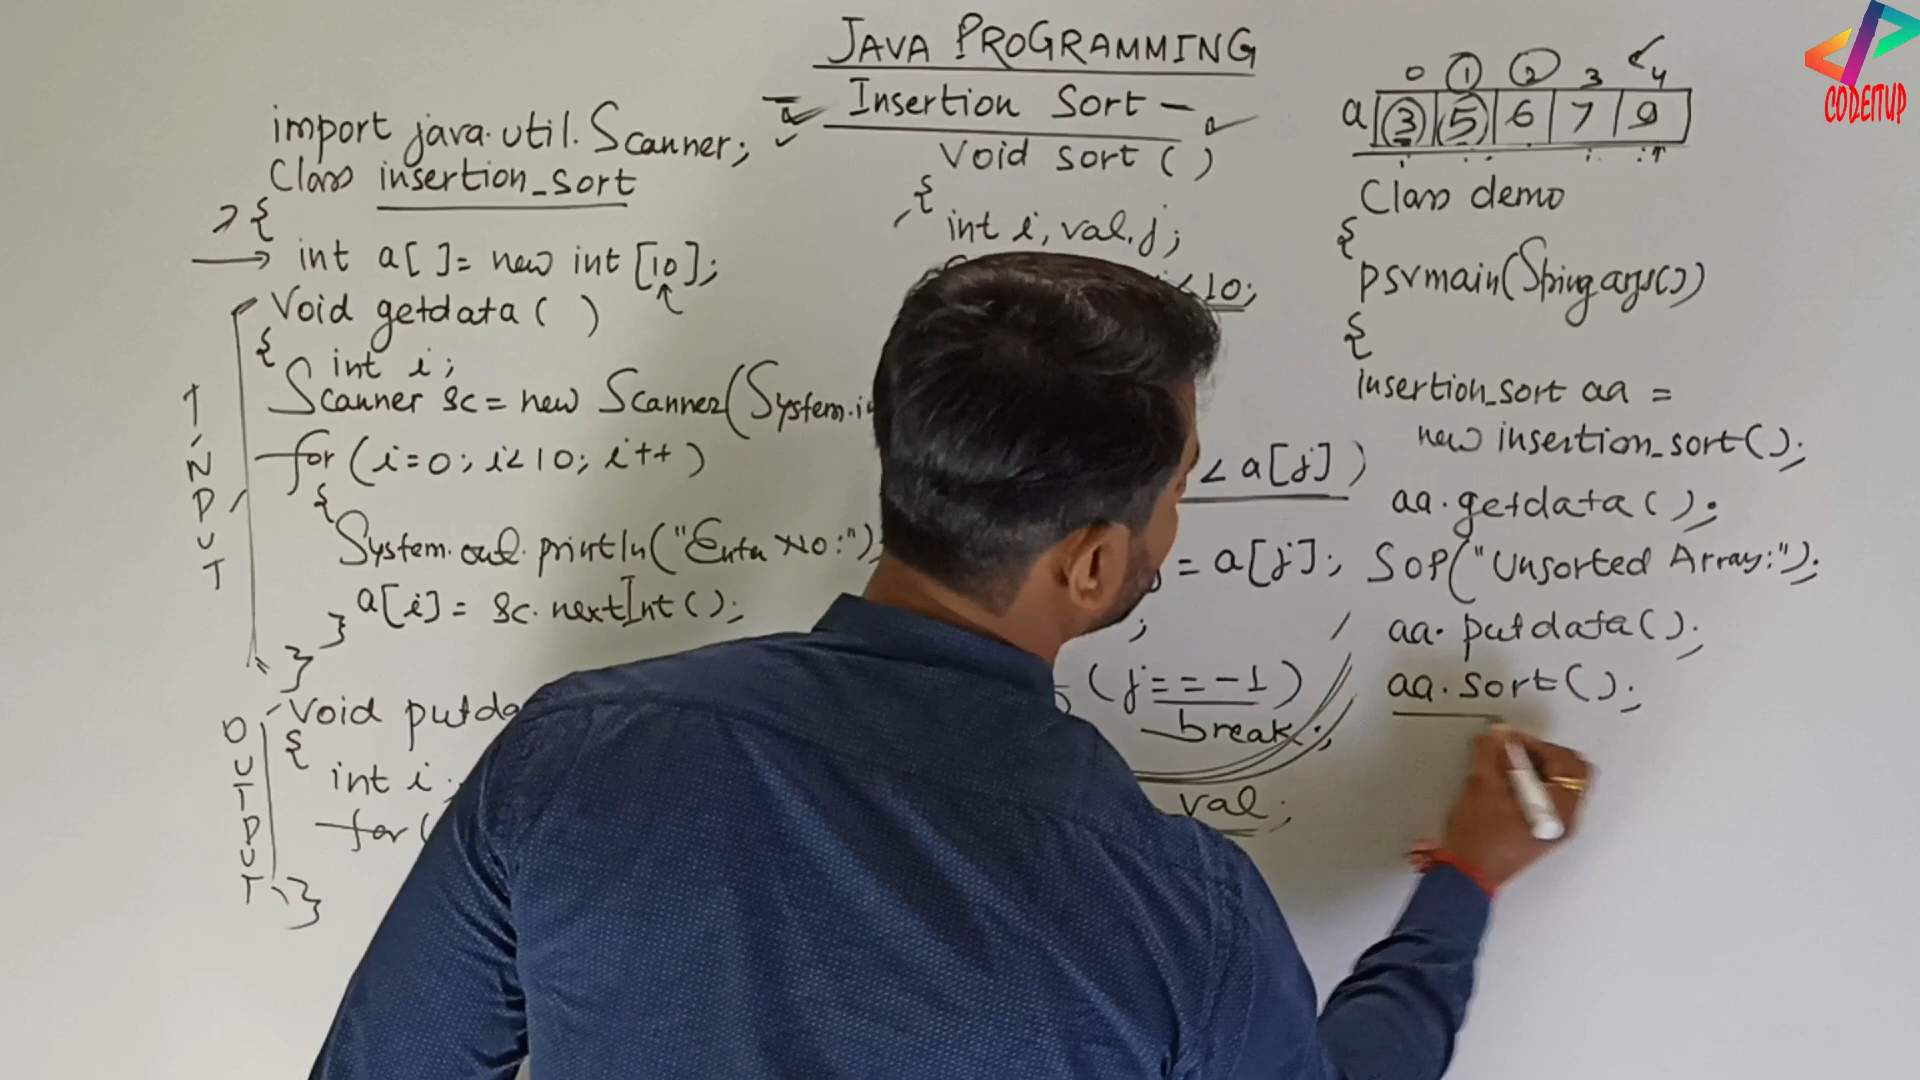 JAVA PROGRAMMING
Insertion Sort -
import java.util.Scanner;
Class insertion_sort
{
int a[ ]= new int [10];
Void getdata ( )
{
int i;
Scanner sc = new Scanner(System.in
for (i=0; i<10; i++)
{
System.out.println("Enter No:");
a[i] = sc.nextInt();
}
}
INPUT
Void putda
{
int i;
for (
}
OUTPUT
Void sort ( )
{
int i, val, j;
<10;
< a[j] )
= a[j];
;
(j==-1)
break;
val;
0 1 2 3 4
a 3 5 6 7 9
Class demo
{
psvmain(String args[])
{
insertion_sort aa =
new insertion_sort();
aa.getdata();
SOP("Unsorted Array:");
aa.putdata();
aa.sort();
CODEITUP